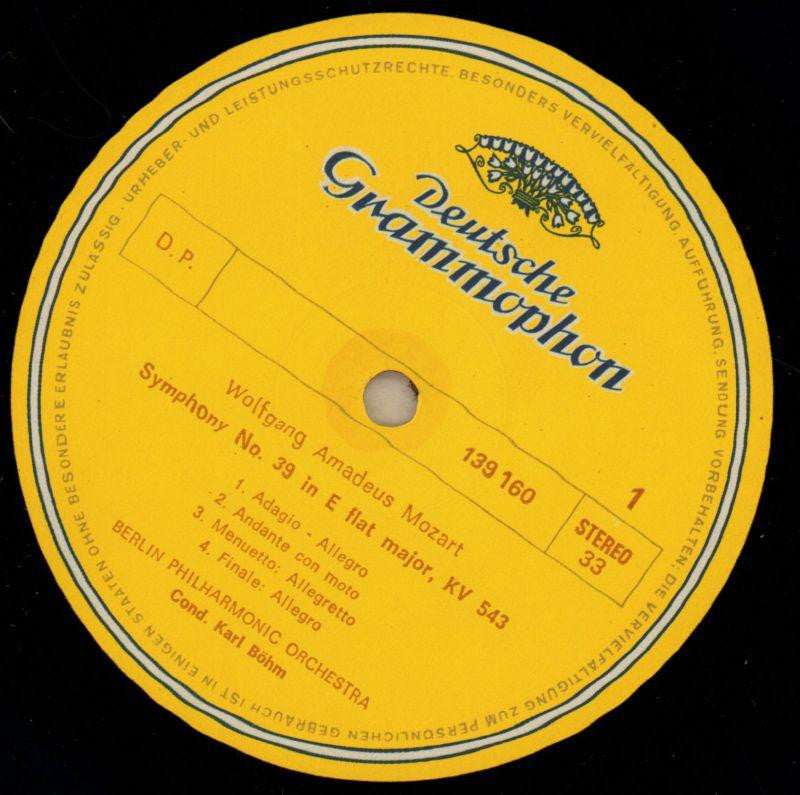 Deutsche
Grammophon
D.P.
139 160
1
STEREO
33
Wolfgang Amadeus Mozart
Symphony No. 39 in E flat major, KV 543
1. Adagio - Allegro
2. Andante con moto
3. Menuetto: Allegretto
4. Finale: Allegro
BERLIN PHILHARMONIC ORCHESTRA
Cond. Karl Böhm
URHEBER- UND LEISTUNGSSCHUTZRECHTE, BESONDERS VERVIELFÄLTIGUNG, AUFFÜHRUNG, SENDUNG VORBEHALTEN; DIE VERVIELFÄLTIGUNG ZUM PERSÖNLICHEN GEBRAUCH IST IN EINIGEN STAATEN OHNE BESONDERE ERLAUBNIS ZULÄSSIG ·